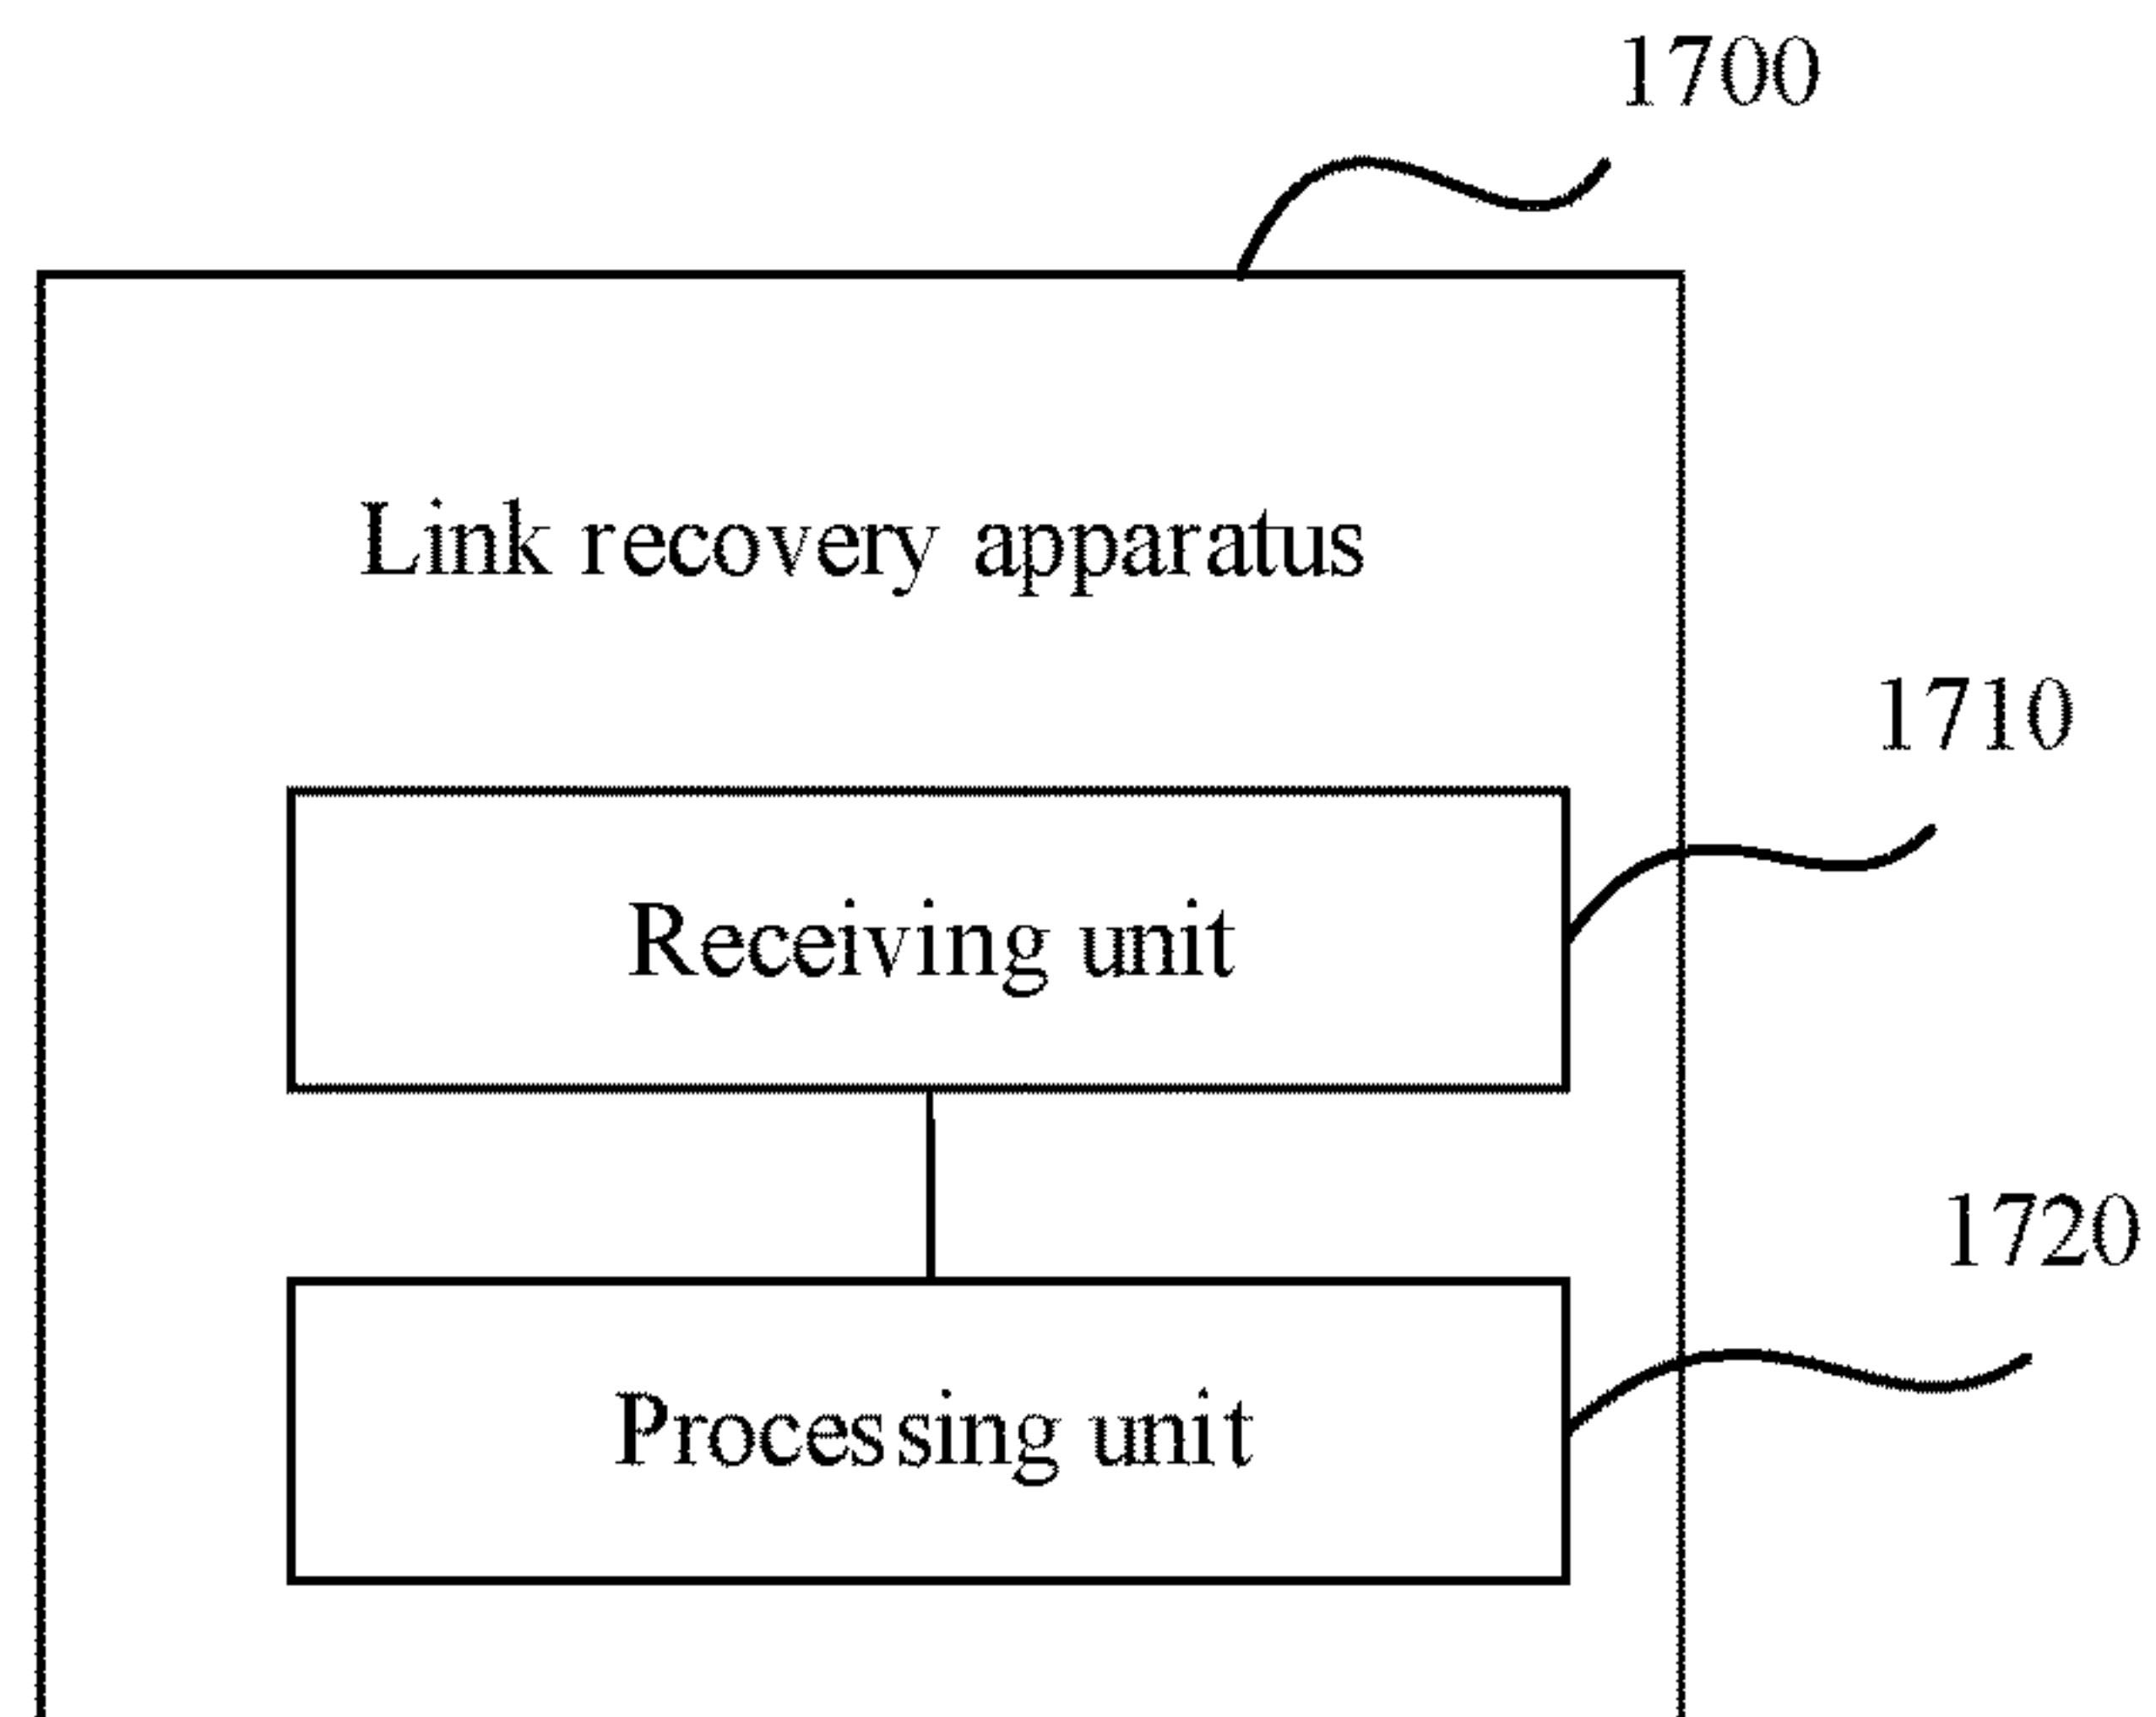 1700
Link recovery apparatus
1710
Receiving unit
1720
Processing unit